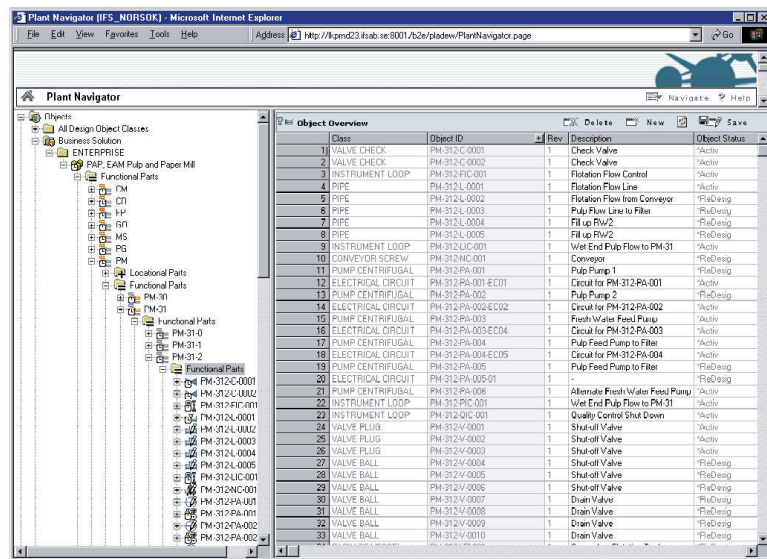 Plant Navigator (IFS_NORSOK) - Microsoft Internet Explorer
File Edit View Favorites Tools Help Address http://lkpmd23.ifsab.se:8001/b2e/pladew/PlantNavigator.page Go
Plant Navigator Navigate ? Help
Objects
All Design Object Classes
Business Solution
ENTERPRISE
PAP, EAM Pulp and Paper Mill
Functional Parts
CM
CO
FP
GO
MS
PG
PM
Locational Parts
Functional Parts
PM-30
PM-31
Functional Parts
PM-31-0
PM-31-1
PM-31-2
Functional Parts
PM-312-C-0001
PM-312-C-0002
PM-312-FIC-001
PM-312-L-0001
PM-312-L-0002
PM-312-L-0003
PM-312-L-0004
PM-312-L-0005
PM-312-LIC-001
PM-312-NC-001
PM-312-PA-001
PM-312-PA-001
PM-312-PA-002
PM-312-PA-002
Object Overview Delete New Save
Class Object ID Rev Description Object Status
1 VALVE CHECK PM-312-C-0001 1 Check Valve *Activ
2 VALVE CHECK PM-312-C-0002 1 Check Valve *Activ
3 INSTRUMENT LOOP PM-312-FIC-001 1 Flotation Flow Control *Activ
4 PIPE PM-312-L-0001 1 Flotation Flow Line *Activ
5 PIPE PM-312-L-0002 1 Flotation Flow from Conveyor *ReDesig
6 PIPE PM-312-L-0003 1 Pulp Flow Line to Filter *ReDesig
7 PIPE PM-312-L-0004 1 Fill up RW2 *ReDesig
8 PIPE PM-312-L-0005 1 Fill up RW2 *ReDesig
9 INSTRUMENT LOOP PM-312-LIC-001 1 Wet End Pulp Flow to PM-31 *Activ
10 CONVEYOR SCREW PM-312-NC-001 1 Conveyor *ReDesig
11 PUMP CENTRIFUGAL PM-312-PA-001 1 Pulp Pump 1 *ReDesig
12 ELECTRICAL CIRCUIT PM-312-PA-001-EC01 1 Circuit for PM-312-PA-001 *Activ
13 PUMP CENTRIFUGAL PM-312-PA-002 1 Pulp Pump 2 *ReDesig
14 ELECTRICAL CIRCUIT PM-312-PA-002-EC02 1 Circuit for PM-312-PA-002 *Activ
15 PUMP CENTRIFUGAL PM-312-PA-003 1 Fresh Water Feed Pump *Activ
16 ELECTRICAL CIRCUIT PM-312-PA-003-EC04 1 Circuit for PM-312-PA-003 *Activ
17 PUMP CENTRIFUGAL PM-312-PA-004 1 Pulp Feed Pump to Filter *Activ
18 ELECTRICAL CIRCUIT PM-312-PA-004-EC05 1 Circuit for PM-312-PA-004 *Activ
19 PUMP CENTRIFUGAL PM-312-PA-005 1 Pulp Feed Pump to Filter *ReDesig
20 ELECTRICAL CIRCUIT PM-312-PA-005-01 1 - *ReDesig
21 PUMP CENTRIFUGAL PM-312-PA-006 1 Alternate Fresh Water Feed Pump *Activ
22 INSTRUMENT LOOP PM-312-PIC-001 1 Wet End Pulp Flow to PM-31 *Activ
23 INSTRUMENT LOOP PM-312-QIC-001 1 Quality Control Shut Down *Activ
24 VALVE PLUG PM-312-V-0001 1 Shut-off Valve *Activ
25 VALVE PLUG PM-312-V-0002 1 Shut-off Valve *Activ
26 VALVE PLUG PM-312-V-0003 1 Shut-off Valve *Activ
27 VALVE BALL PM-312-V-0004 1 Shut-off Valve *ReDesig
28 VALVE BALL PM-312-V-0005 1 Shut-off Valve *ReDesig
29 VALVE BALL PM-312-V-0006 1 Shut-off Valve *ReDesig
30 VALVE BALL PM-312-V-0007 1 Drain Valve *ReDesig
31 VALVE BALL PM-312-V-0008 1 Drain Valve *ReDesig
32 VALVE BALL PM-312-V-0009 1 Drain Valve *ReDesig
33 VALVE BALL PM-312-V-0010 1 Drain Valve *ReDesig